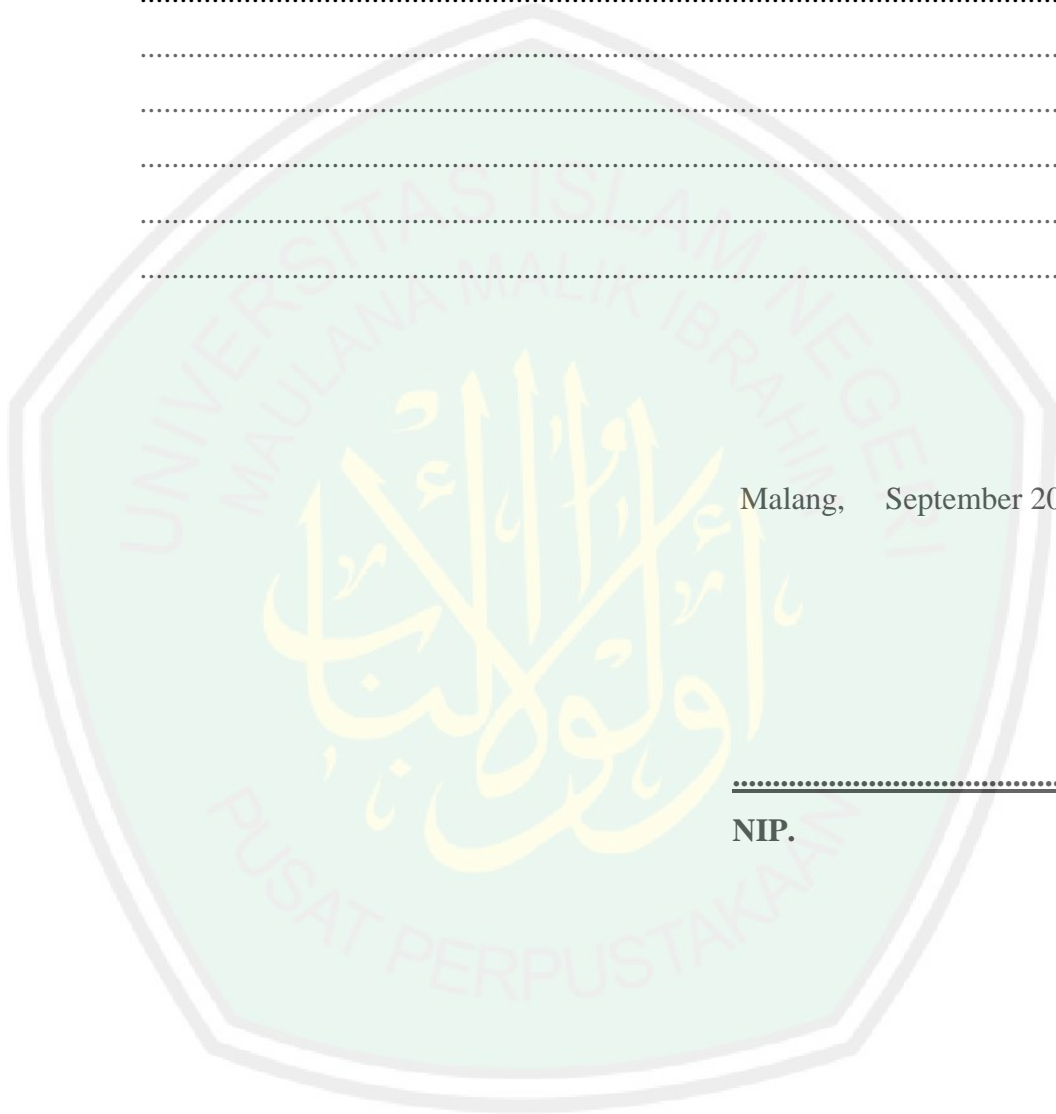 ................................................................................................................
................................................................................................................
................................................................................................................
................................................................................................................
................................................................................................................
................................................................................................................
UNIVERSITAS ISLAM NEGERI
MAULANA MALIK IBRAHIM
Malang, September 20
........................................
NIP.
PUSAT PERPUSTAKAAN